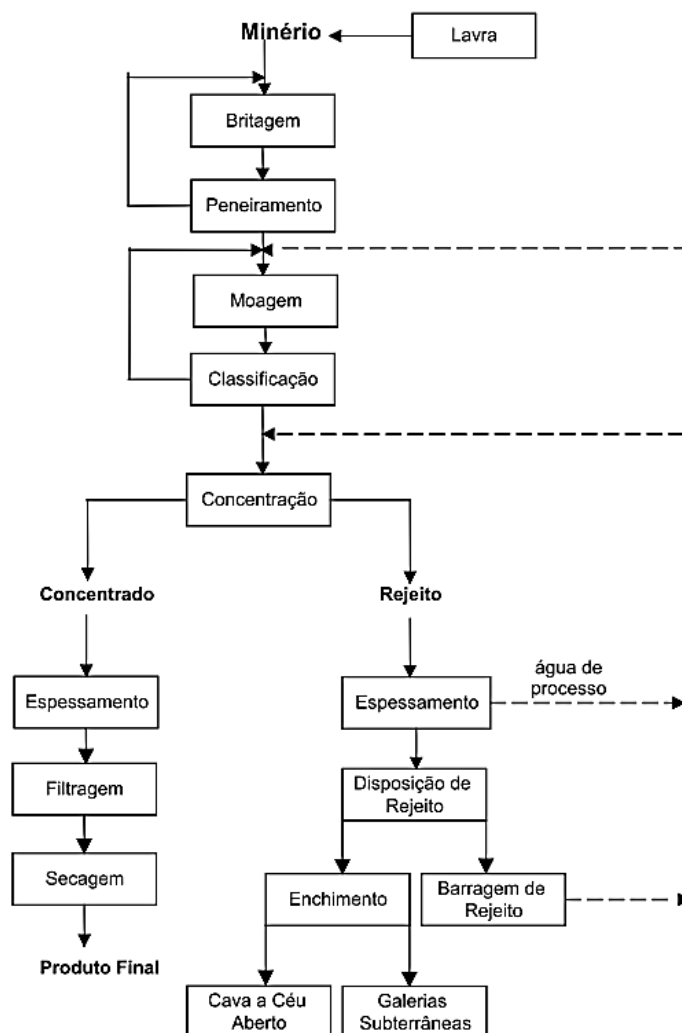 Minério
Lavra
Britagem
Peneiramento
Moagem
Classificação
Concentração
Concentrado
Rejeito
Espessamento
Espessamento
água de
processo
Filtragem
Disposição de
Rejeito
Secagem
Enchimento
Barragem de
Rejeito
Produto Final
Cava a Céu
Aberto
Galerias
Subterrâneas